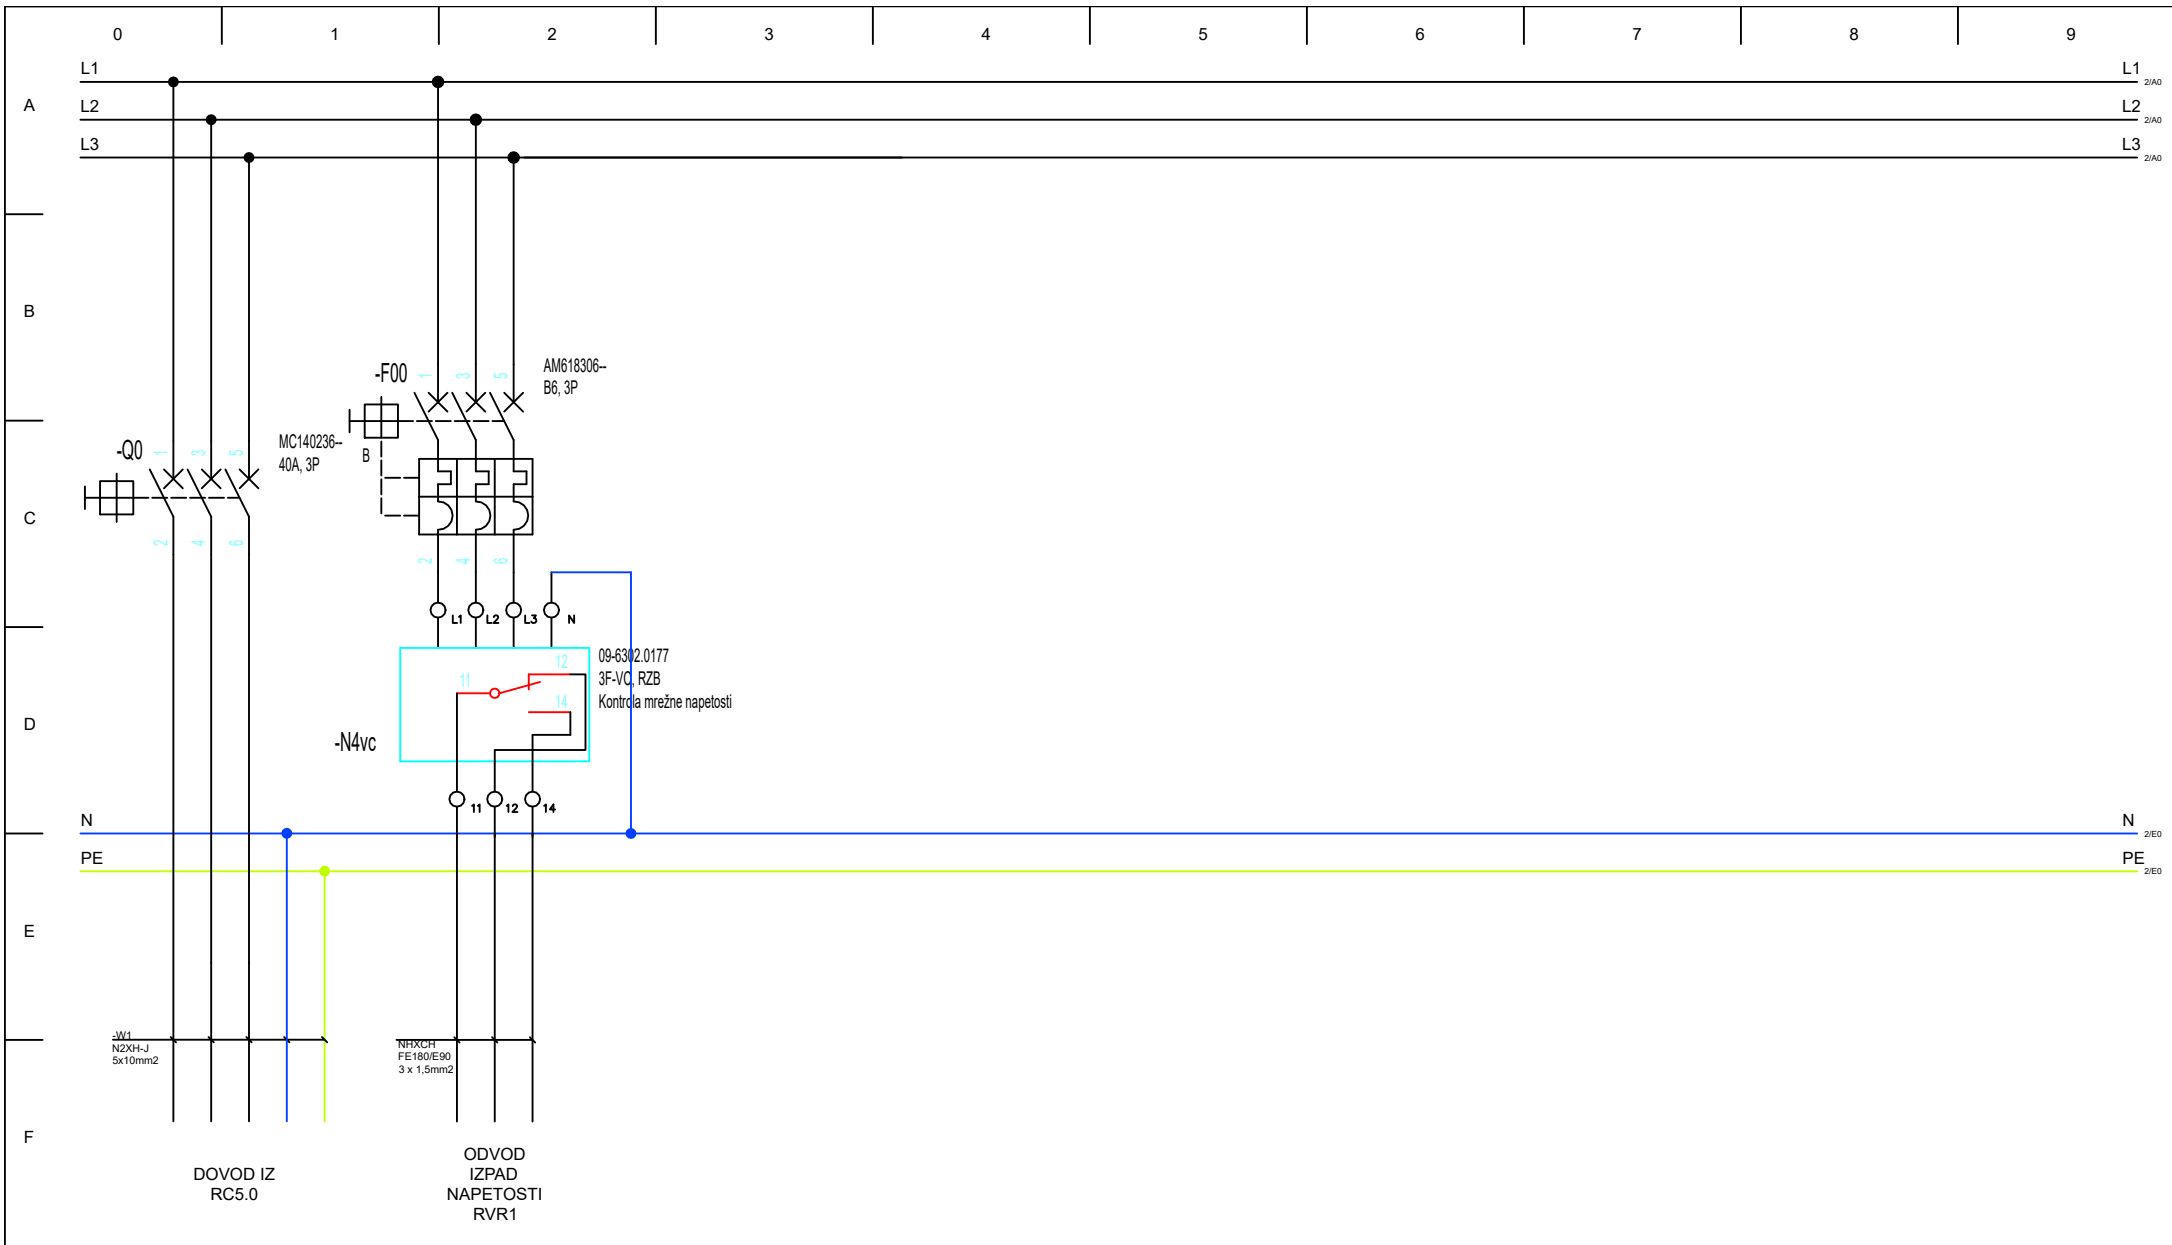 0 1 2 3 4 5 6 7 8 9
L1 L1 2/A0
A
L2 L2 2/A0
L3 L3 2/A0
B
-F00 1 3 5
AM618306--
B6, 3P
-Q0 1 3 5
MC140236--
40A, 3P
B
C
2 4 6
2 4 6
L1 L2 L3 N
09-6302.0177
3F-VC, RZB
Kontrola mrežne napetosti
11 12 14
D
-N4vc
11 12 14
N N 2/E0
PE PE 2/E0
E
-W1
N2XH-J
5x10mm2
NHXCH
FE180/E90
3 x 1,5mm2
F
DOVOD IZ
RC5.0
ODVOD
IZPAD
NAPETOSTI
RVR1